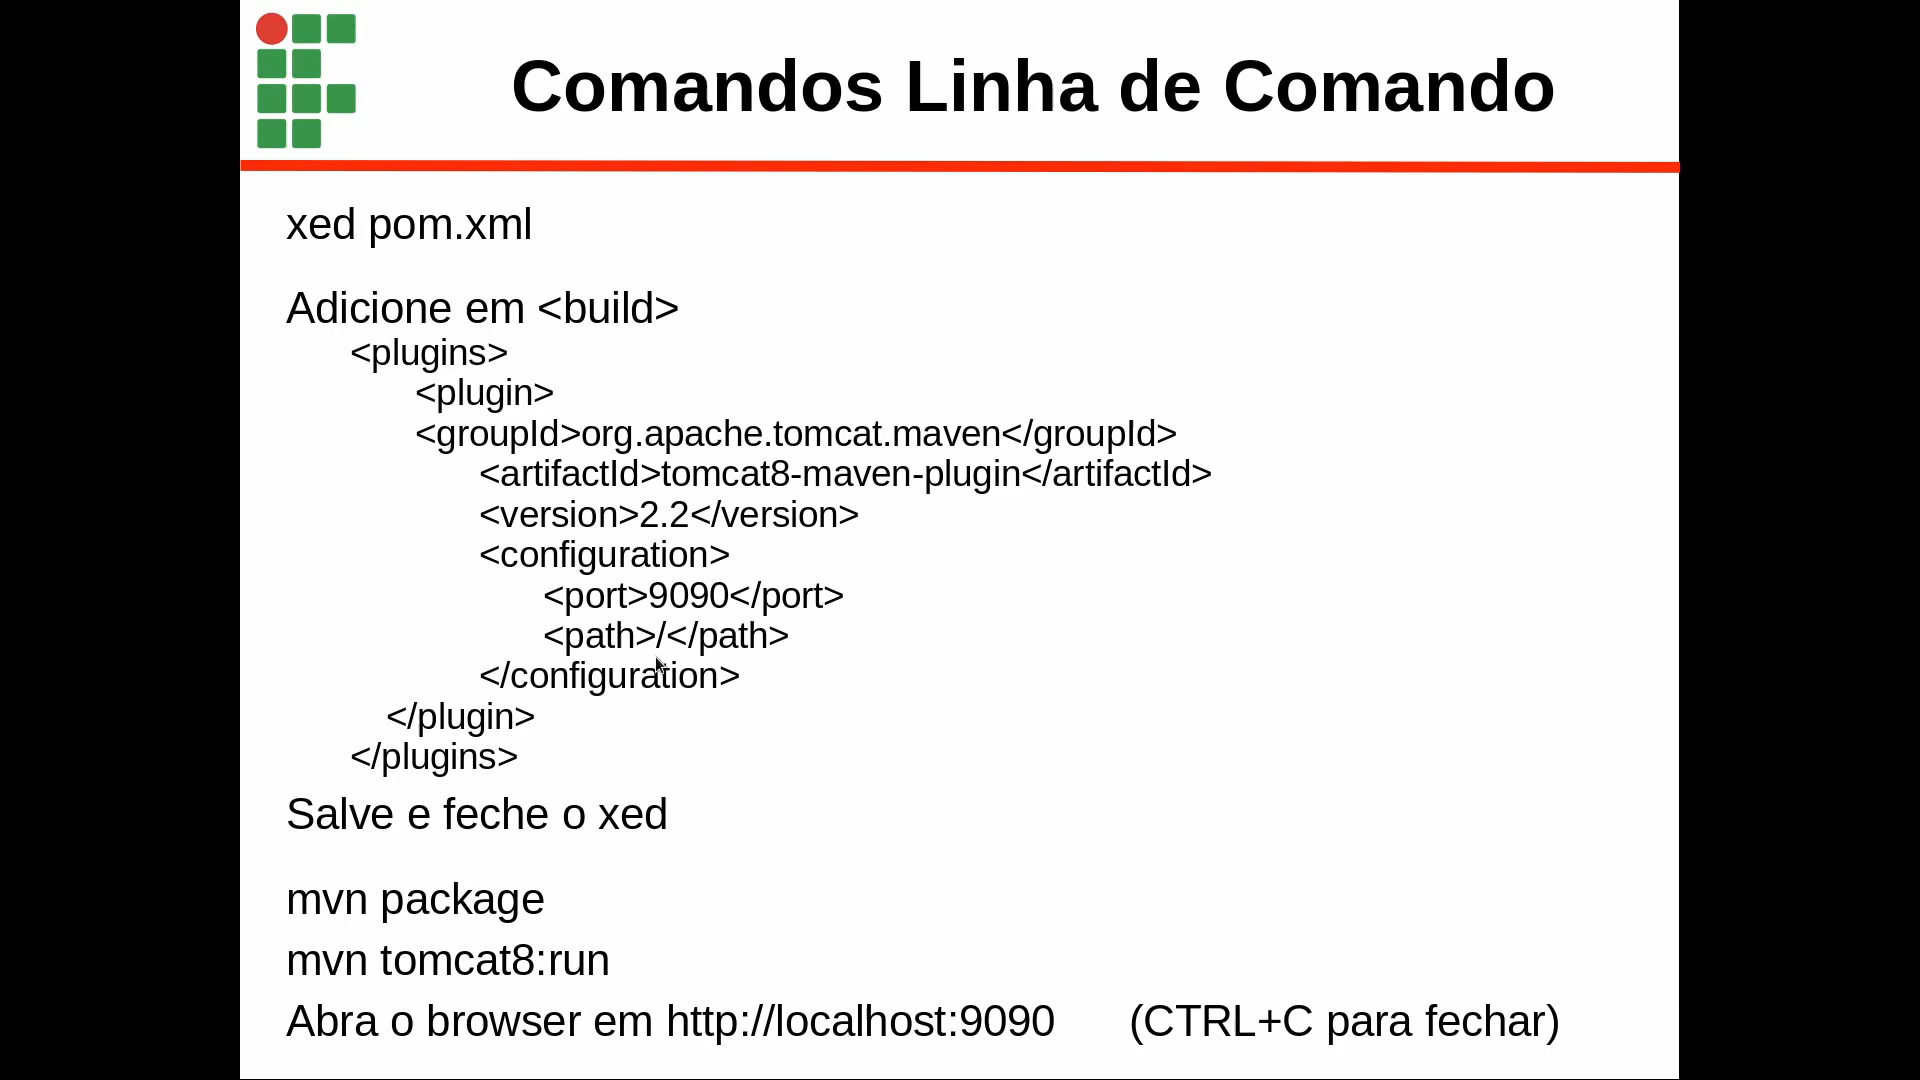 Comandos Linha de Comando
xed pom.xml
Adicione em <build>
<plugins>
<plugin>
<groupId>org.apache.tomcat.maven</groupId>
<artifactId>tomcat8-maven-plugin</artifactId>
<version>2.2</version>
<configuration>
<port>9090</port>
<path>/</path>
</configuration>
</plugin>
</plugins>
Salve e feche o xed
mvn package
mvn tomcat8:run
Abra o browser em http://localhost:9090 (CTRL+C para fechar)